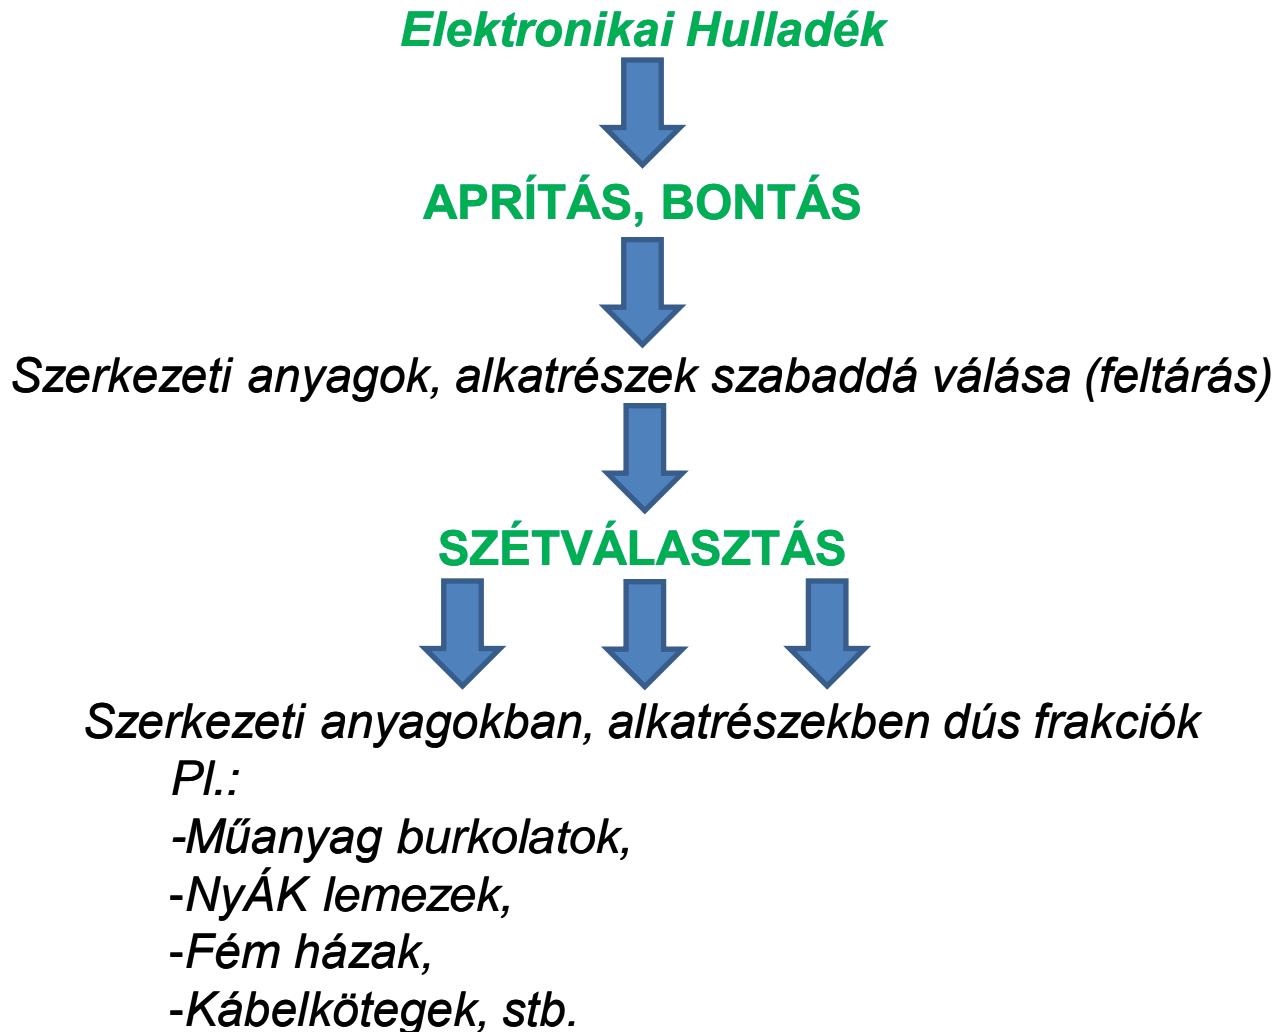 Elektronikai Hulladék
APRÍTÁS, BONTÁS
Szerkezeti anyagok, alkatrészek szabaddá válása (feltárás)
SZÉTVÁLASZTÁS
Szerkezeti anyagokban, alkatrészekben dús frakciók
Pl.:
-Műanyag burkolatok,
-NyÁK lemezek,
-Fém házak,
-Kábelkötegek, stb.